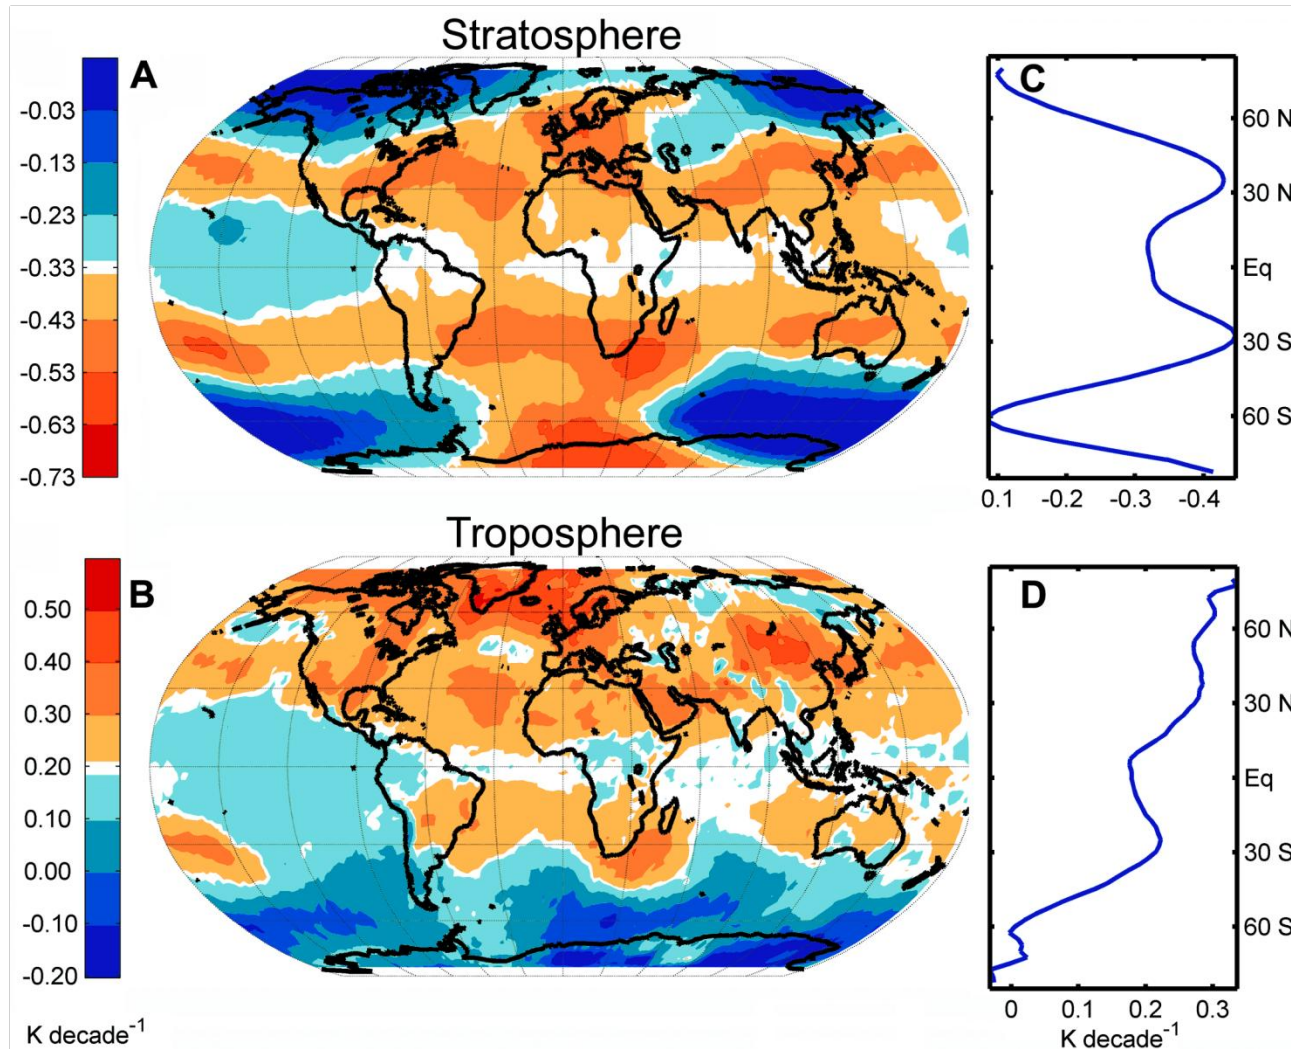 Stratosphere
A
-0.03
-0.13
-0.23
-0.33
-0.43
-0.53
-0.63
-0.73
C
60 N
30 N
Eq
30 S
60 S
0.1 -0.2 -0.3 -0.4
Troposphere
B
0.50
0.40
0.30
0.20
0.10
0.00
-0.10
-0.20
K decade-1
D
60 N
30 N
Eq
30 S
60 S
0 0.1 0.2 0.3
K decade-1